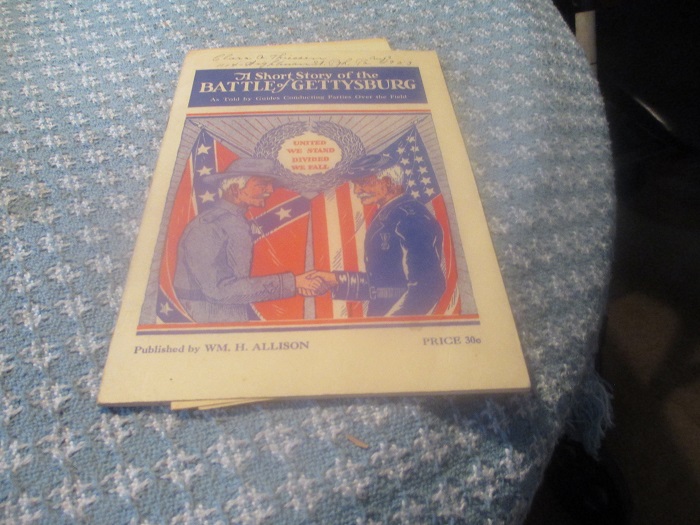 A Short Story of the
BATTLE of GETTYSBURG
As Told by Guides Conducting Parties Over the Field
UNITED
WE STAND
DIVIDED
WE FALL
Published by WM. H. ALLISON
PRICE 30¢